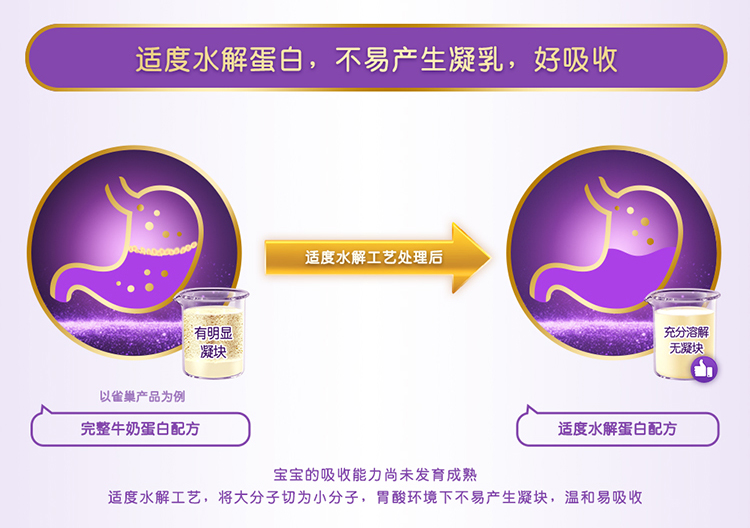 适度水解蛋白，不易产生凝乳，好吸收
适度水解工艺处理后
有明显
凝块
充分溶解
无凝块
以雀巢产品为例
完整牛奶蛋白配方
适度水解蛋白配方
宝宝的吸收能力尚未发育成熟
适度水解工艺，将大分子切为小分子，胃酸环境下不易产生凝块，温和易吸收